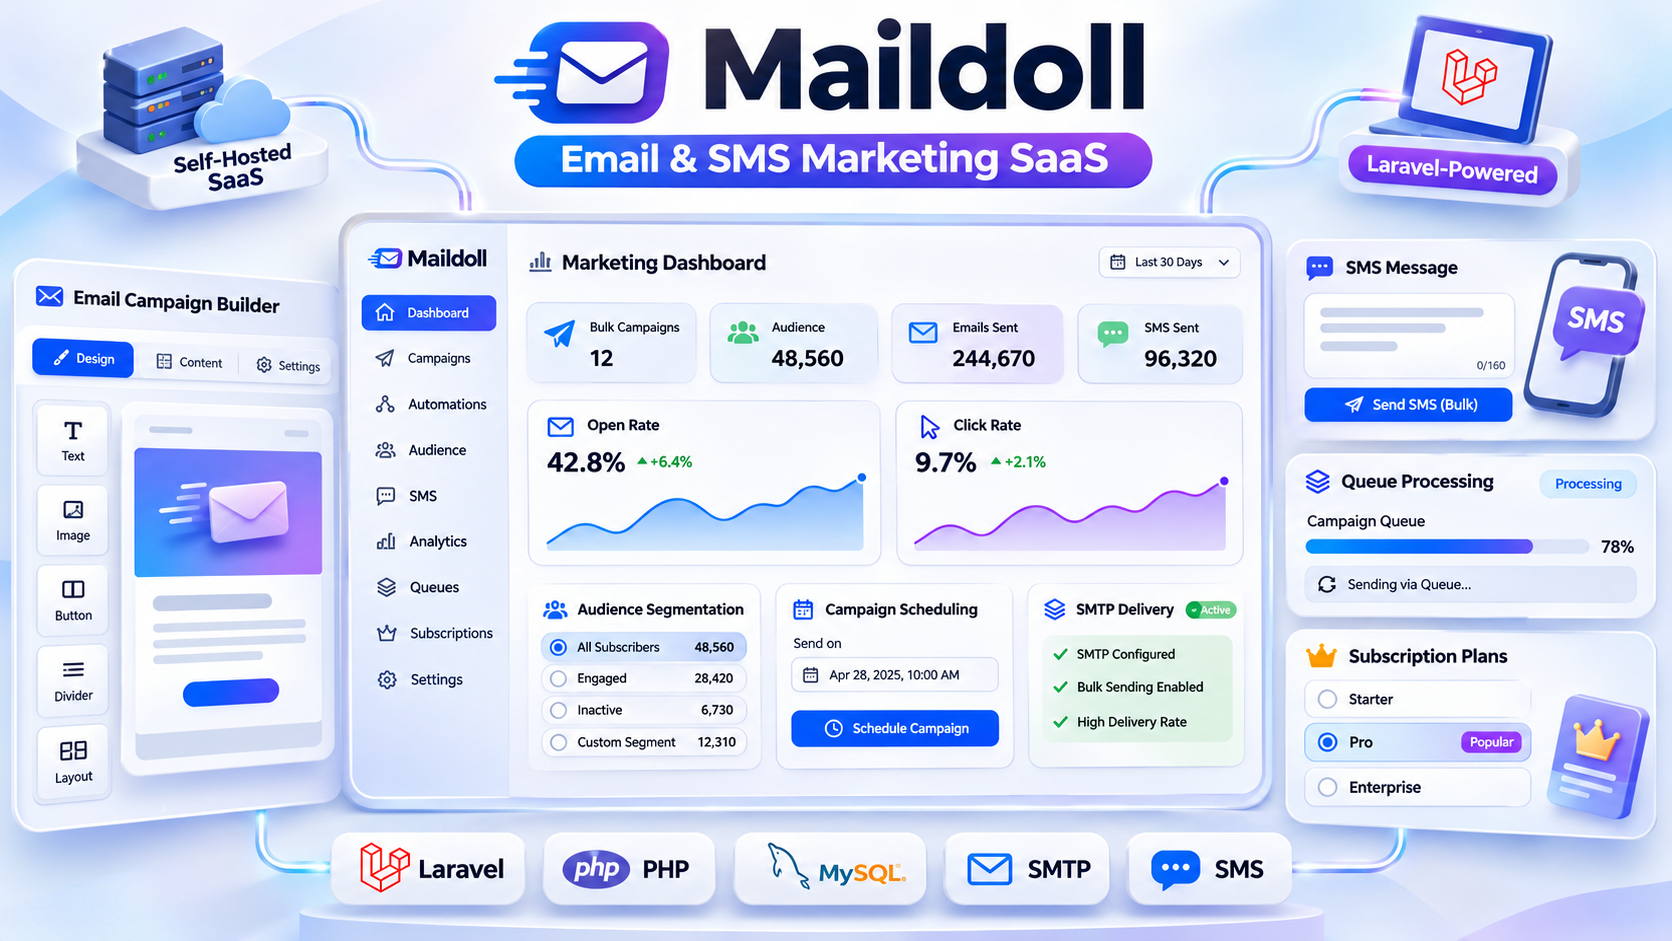 Maildoll
Email & SMS Marketing SaaS
Self-Hosted
SaaS
Laravel-Powered
Email Campaign Builder
Design
Content
Settings
Text
Image
Button
Divider
Layout
Maildoll
Dashboard
Campaigns
Automations
Audience
SMS
Analytics
Queues
Subscriptions
Settings
Marketing Dashboard
Last 30 Days
Bulk Campaigns
12
Audience
48,560
Emails Sent
244,670
SMS Sent
96,320
Open Rate
42.8% +6.4%
Click Rate
9.7% +2.1%
Audience Segmentation
All Subscribers 48,560
Engaged 28,420
Inactive 6,730
Custom Segment 12,310
Campaign Scheduling
Send on
Apr 28, 2025, 10:00 AM
Schedule Campaign
SMTP Delivery Active
SMTP Configured
Bulk Sending Enabled
High Delivery Rate
SMS Message
0/160
Send SMS (Bulk)
SMS
Queue Processing Processing
Campaign Queue
78%
Sending via Queue...
Subscription Plans
Starter
Pro Popular
Enterprise
Laravel
php PHP
MySQL
SMTP
SMS